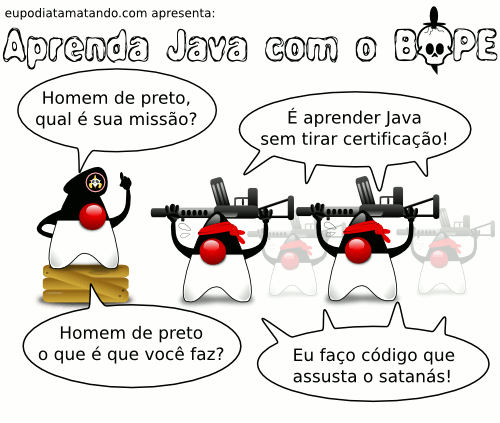 eupodiatamatando.com apresenta:
Aprenda Java com o BOPE
Homem de preto,
qual é sua missão?
É aprender Java
sem tirar certificação!
Homem de preto
o que é que você faz?
Eu faço código que
assusta o satanás!